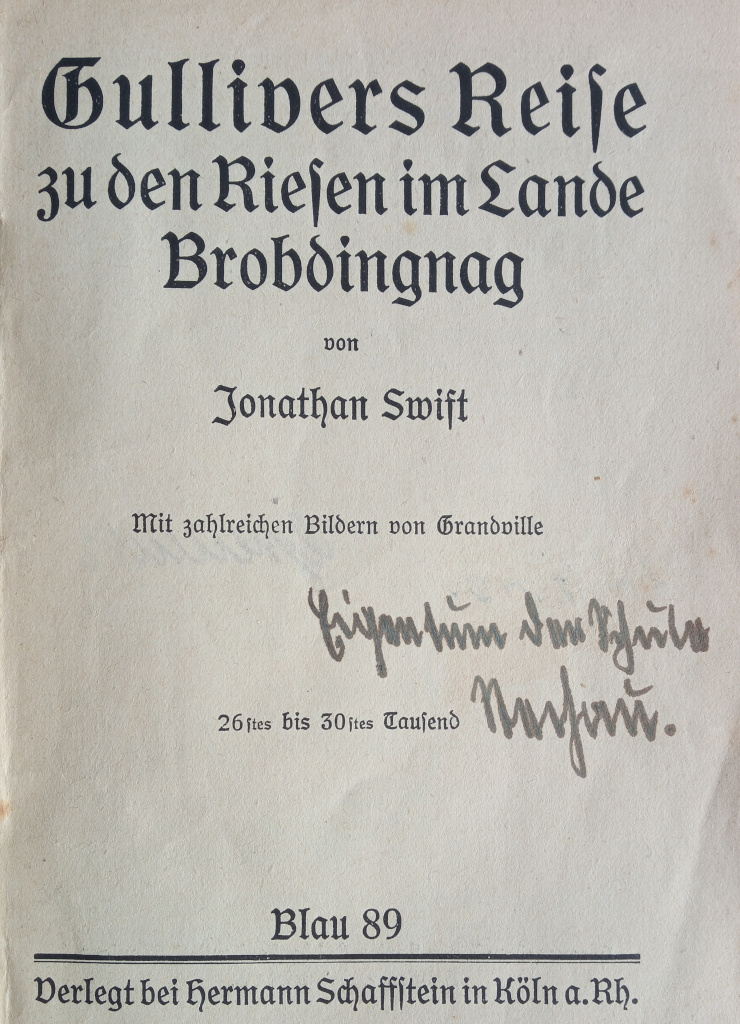 Gullivers Reise
zu den Riesen im Lande
Brobdingnag
von
Jonathan Swift
Mit zahlreichen Bildern von Grandville
Eigentum der Schule
26stes bis 30stes Tausend
Blau 89
Verlegt bei Hermann Schaffstein in Köln a. Rh.